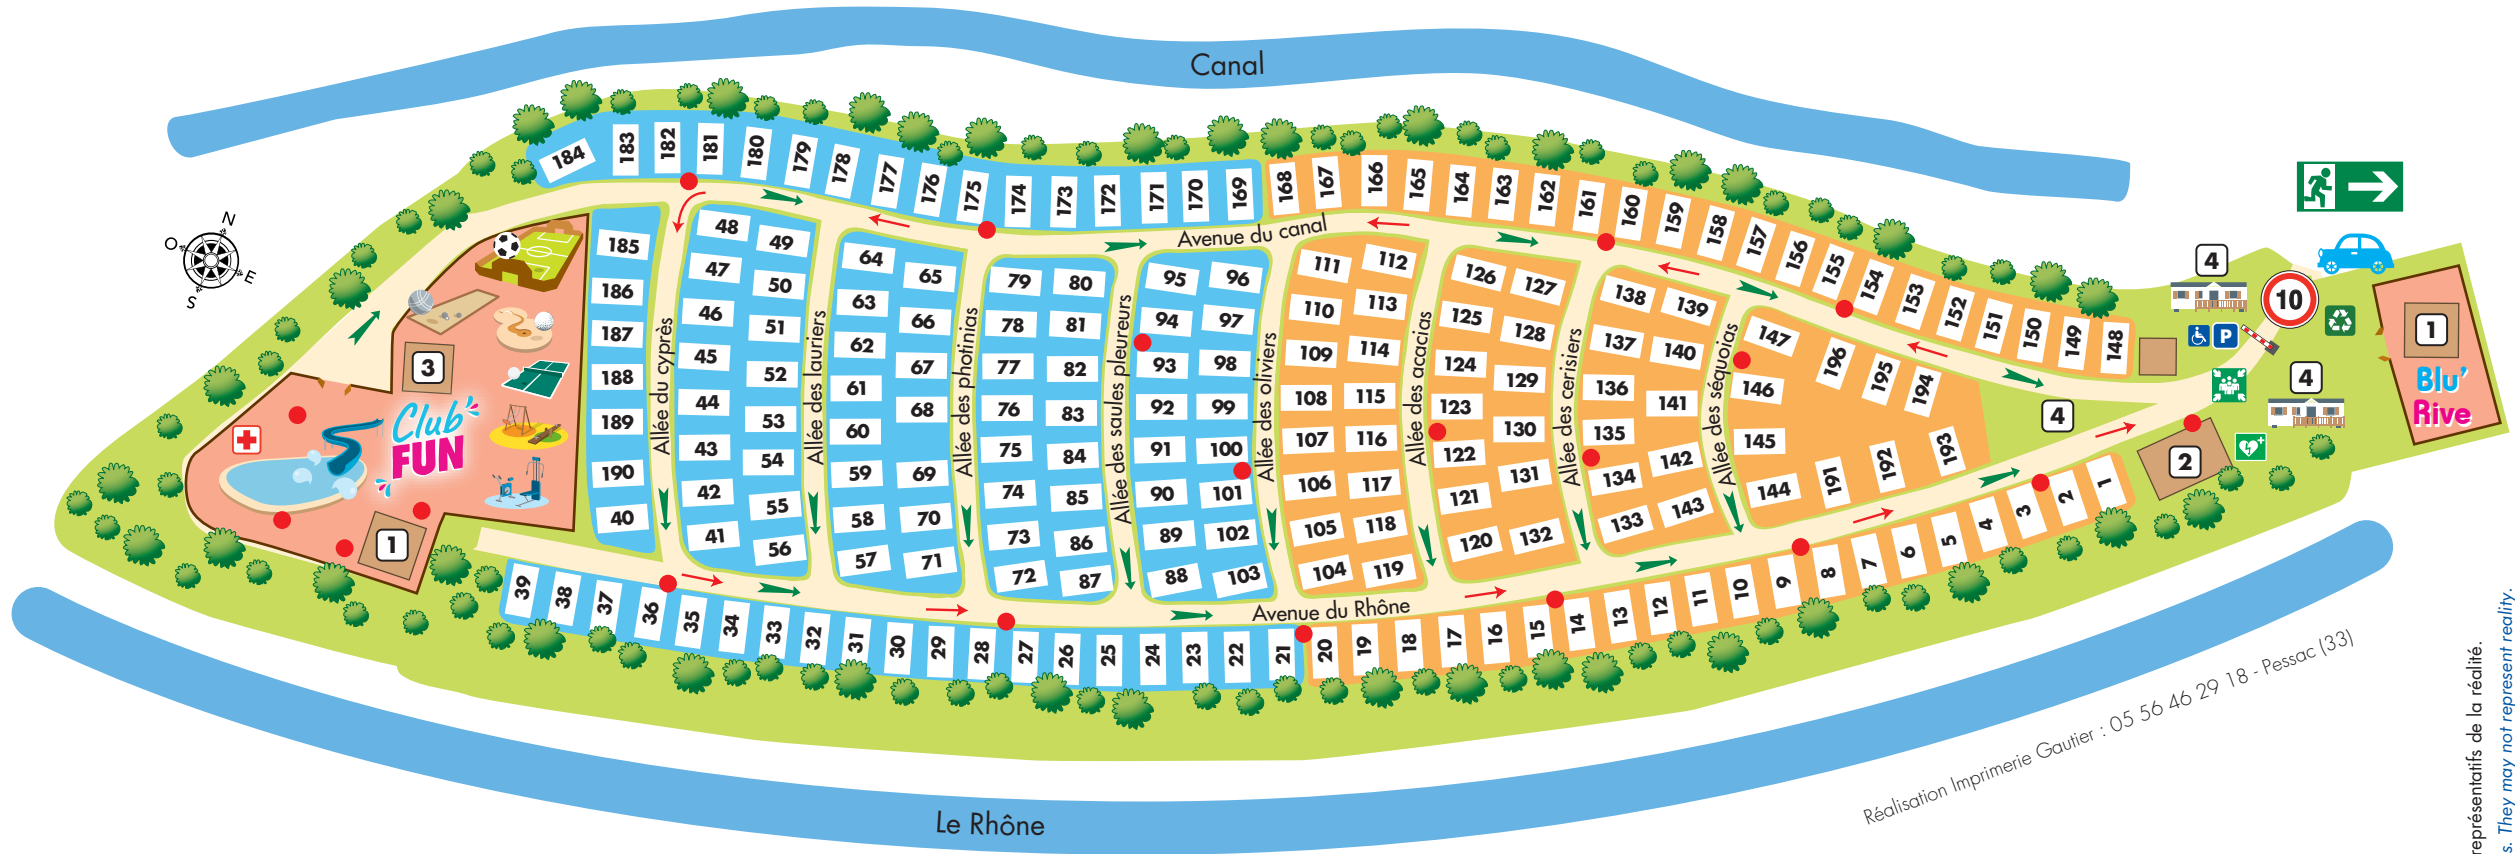 Canal
184 183 182 181 180 179 178 177 176 175 174 173 172 171 170 169 168 167 166 165 164 163 162 161 160 159 158 157 156 155 154 153 152 151 150 149 148
N
O
E
S
Avenue du canal
185
186
187
188
189
190
40
Allée du cyprès
48 49
47 50
46 51
45 52
44 53
43 54
42 55
41 56
Allée des lauriers
64 65
63 66
62 67
61 68
60
59 69
58 70
57 71
Allée des photinias
79 80
78 81
77 82
76 83
75 84
74 85
73 86
72 87
Allée des saules pleureurs
95 96
94 97
93 98
92 99
91 100
90 101
89 102
88 103
Allée des oliviers
111 112
110 113
109 114
108 115
107 116
106 117
105 118
104 119
Allée des acacias
126 127
125 128
124 129
123 130
122 131
121 132
120
Allée des cerisiers
138 139
137 140
136 141
135 142
134 143
133
Allée des séquoias
147 196 195 194
146
145
144 191 192 193
3
Club
FUN
1
4
10
P
4
4
2
1
Blu'
Rive
Avenue du Rhône
39 38 37 36 35 34 33 32 31 30 29 28 27 26 25 24 23 22 21 20 19 18 17 16 15 14 13 12 11 10 9 8 7 6 5 4 3 2 1
Le Rhône
Réalisation Imprimerie Gautier : 05 56 46 29 18 - Pessac (33)
représentatifs de la réalité.
s. They may not represent reality.